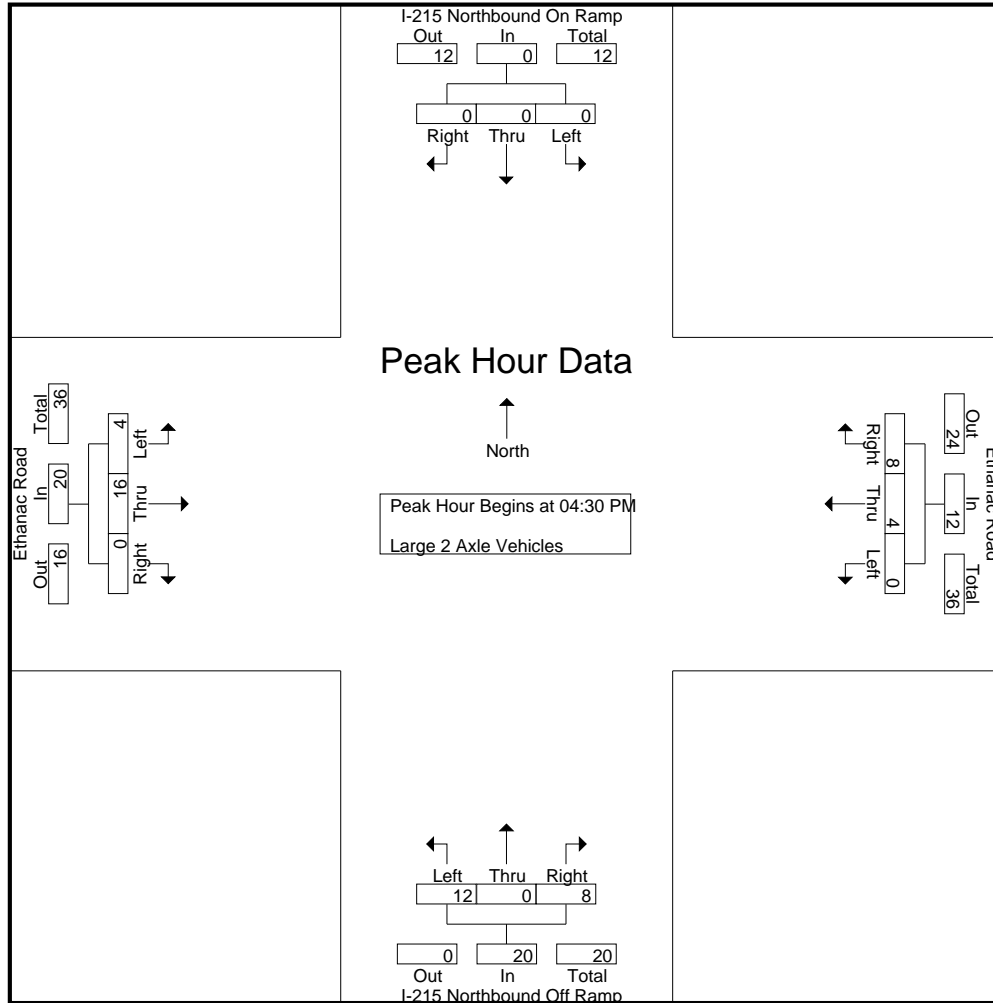 I-215 Northbound On Ramp
Out In Total
12 0 12
0 0 0
Right Thru Left
Peak Hour Data
North
Peak Hour Begins at 04:30 PM
Large 2 Axle Vehicles
Ethanac Road
Total In Out
36 20 16
4 16 0
Left Thru Right
Right Thru Left
8 4 0
Out In Total
24 12 36
Ethanac Road
Left Thru Right
12 0 8
0 20 20
Out In Total
I-215 Northbound Off Ramp